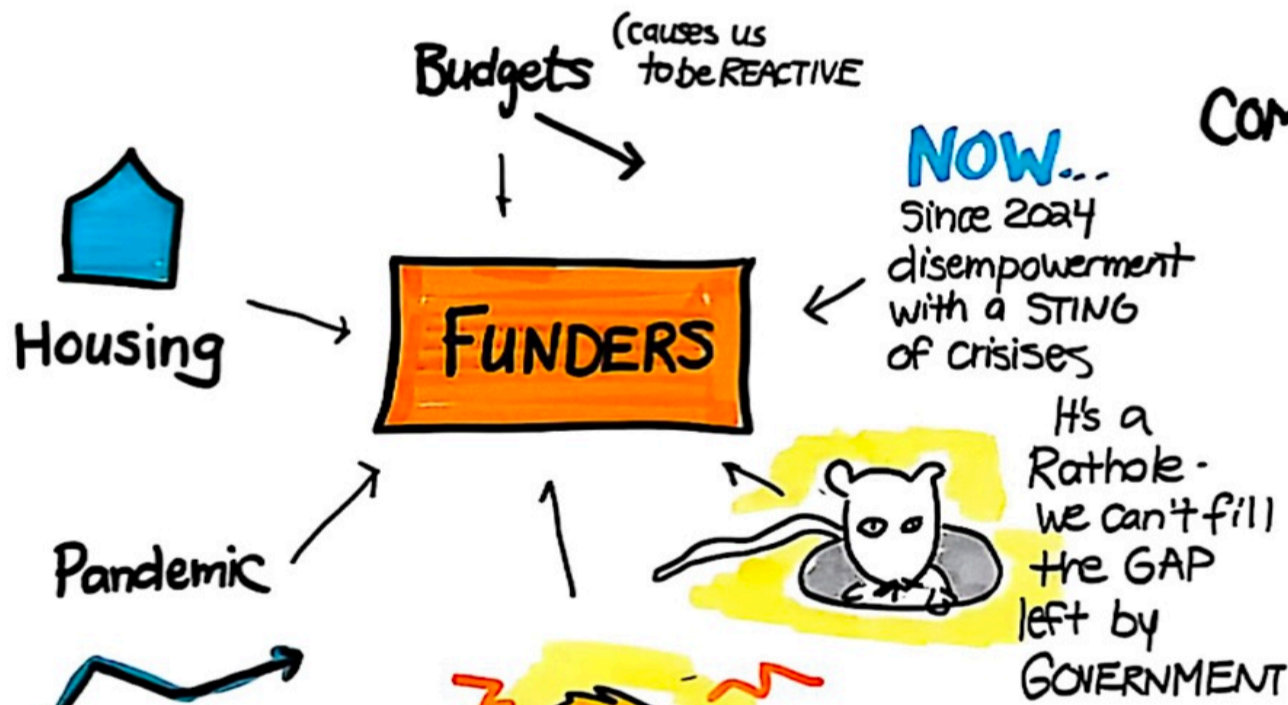 Budgets
(causes us
to be REACTIVE
NOW...
Since 2024
disempowerment
with a STING
of crisises
Housing
FUNDERS
It's a
Rathole -
we can't fill
the GAP
left by
GOVERNMENT
Pandemic